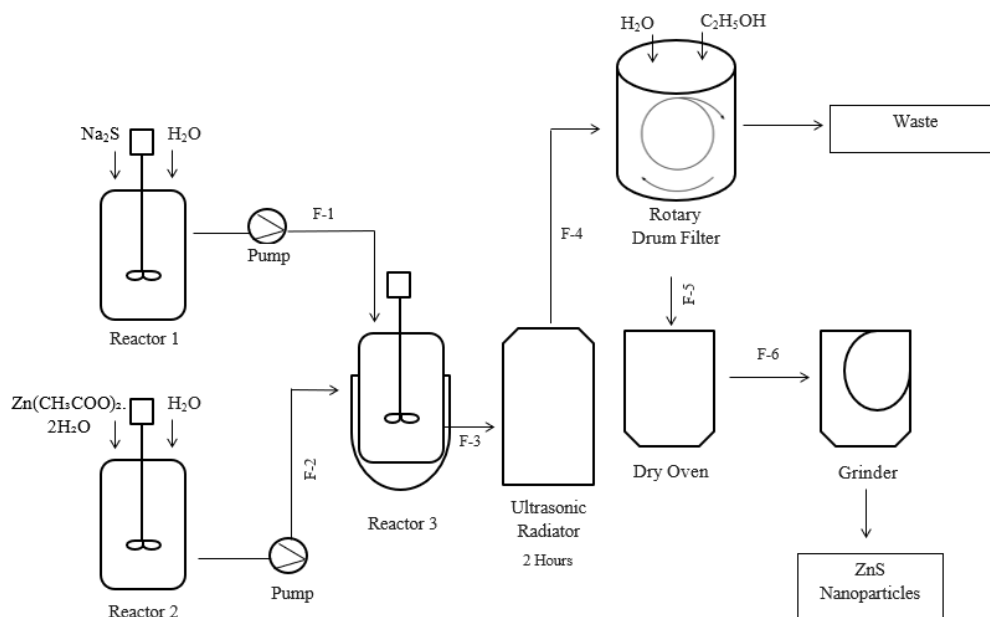 H₂O
C₂H₅OH
Waste
Rotary
Drum Filter
Na₂S
H₂O
F-1
Pump
Reactor 1
F-4
F-5
F-6
Zn(CH₃COO)₂.
2H₂O
H₂O
F-2
F-3
Reactor 3
Ultrasonic
Radiator
2 Hours
Dry Oven
Grinder
Pump
Reactor 2
ZnS
Nanoparticles